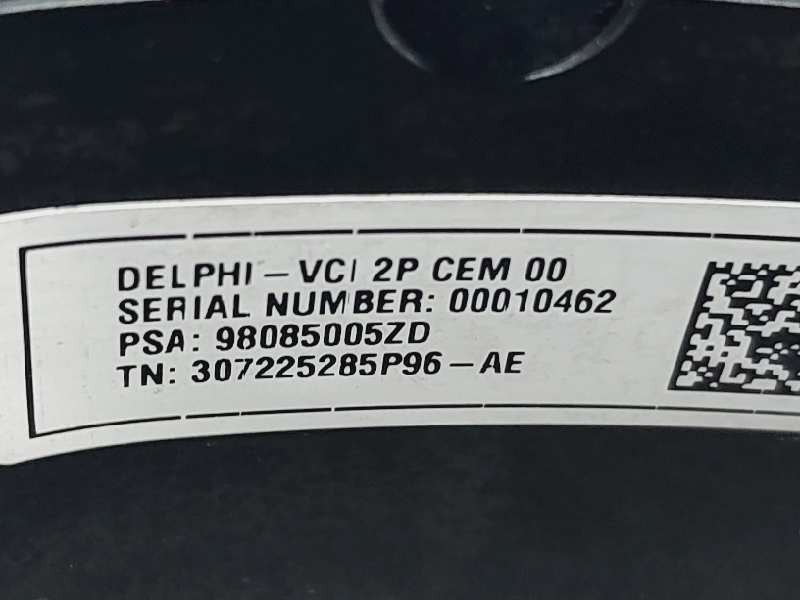 DELPHI - VCI 2P CEM 00
SERIAL NUMBER: 00010462
PSA: 98085005ZD
TN: 307225285P96-AE